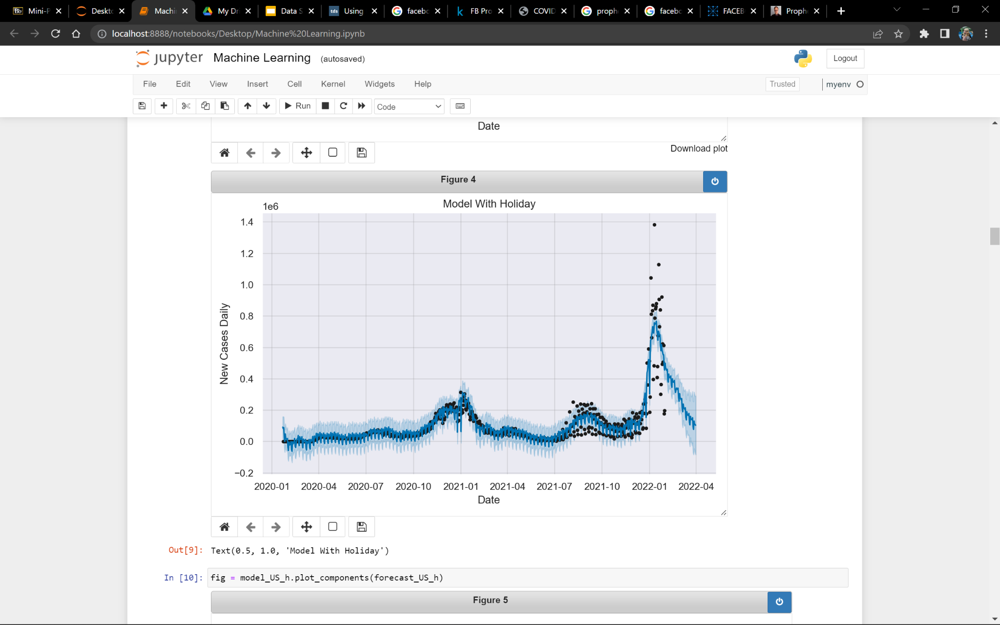 Mini-P
Deskto
Machi
My Dri
Data S
tds Using
facebo
k FB Pro
COVID
proph
facebo
FACEB
Proph
localhost:8888/notebooks/Desktop/Machine%20Learning.ipynb
jupyter Machine Learning (autosaved)
Logout
File Edit View Insert Cell Kernel Widgets Help
Trusted myenv
Run Code
Date
Download plot
Figure 4
Model With Holiday
1e6
1.4
1.2
1.0
0.8
0.6
0.4
0.2
0.0
−0.2
New Cases Daily
2020-01 2020-04 2020-07 2020-10 2021-01 2021-04 2021-07 2021-10 2022-01 2022-04
Date
Out[9]: Text(0.5, 1.0, 'Model With Holiday')
In [10]: fig = model_US_h.plot_components(forecast_US_h)
Figure 5